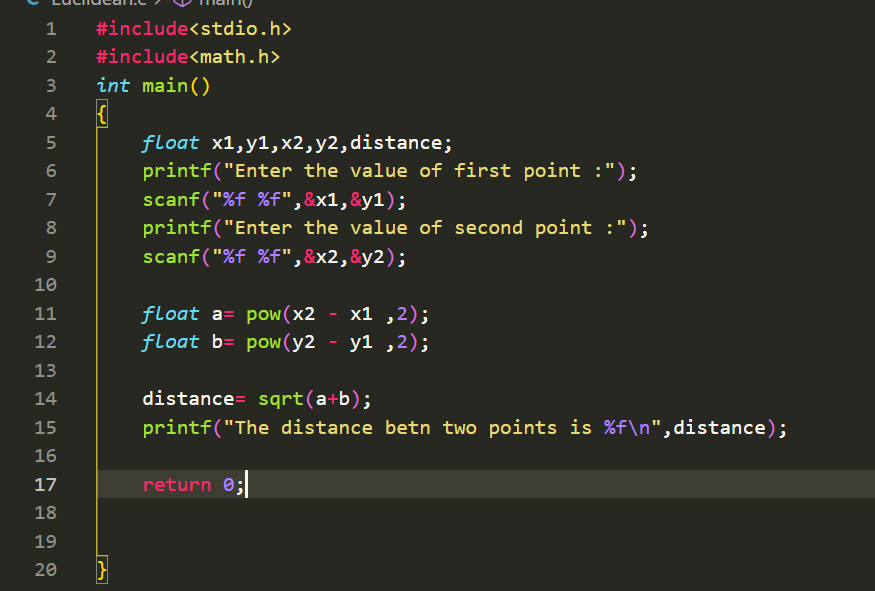 Euclidean.c > main()
1 #include<stdio.h>
2 #include<math.h>
3 int main()
4 {
5     float x1,y1,x2,y2,distance;
6     printf("Enter the value of first point :");
7     scanf("%f %f",&x1,&y1);
8     printf("Enter the value of second point :");
9     scanf("%f %f",&x2,&y2);
10
11     float a= pow(x2 - x1 ,2);
12     float b= pow(y2 - y1 ,2);
13
14     distance= sqrt(a+b);
15     printf("The distance betn two points is %f\n",distance);
16
17     return 0;
18
19
20 }